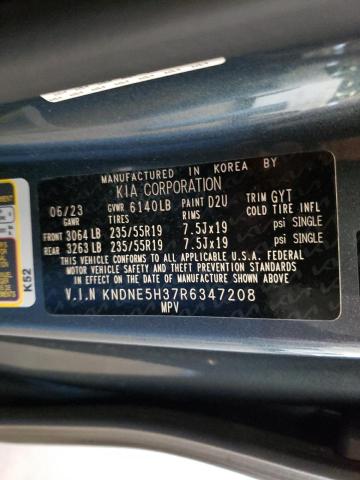 MANUFACTURED IN KOREA BY
KIA CORPORATION
06/23 GVWR 6140LB PAINT D2U TRIM GYT
GAWR TIRES RIMS COLD TIRE INFL
FRONT 3064 LB 235/55R19 7.5Jx19 psi SINGLE
REAR 3263 LB 235/55R19 7.5Jx19 psi SINGLE
THIS VEHICLE CONFORMS TO ALL APPLICABLE U.S.A. FEDERAL
MOTOR VEHICLE SAFETY AND THEFT PREVENTION STANDARDS
IN EFFECT ON THE DATE OF MANUFACTURE SHOWN ABOVE
V.I.N KNDNE5H37R6347208
MPV
K52